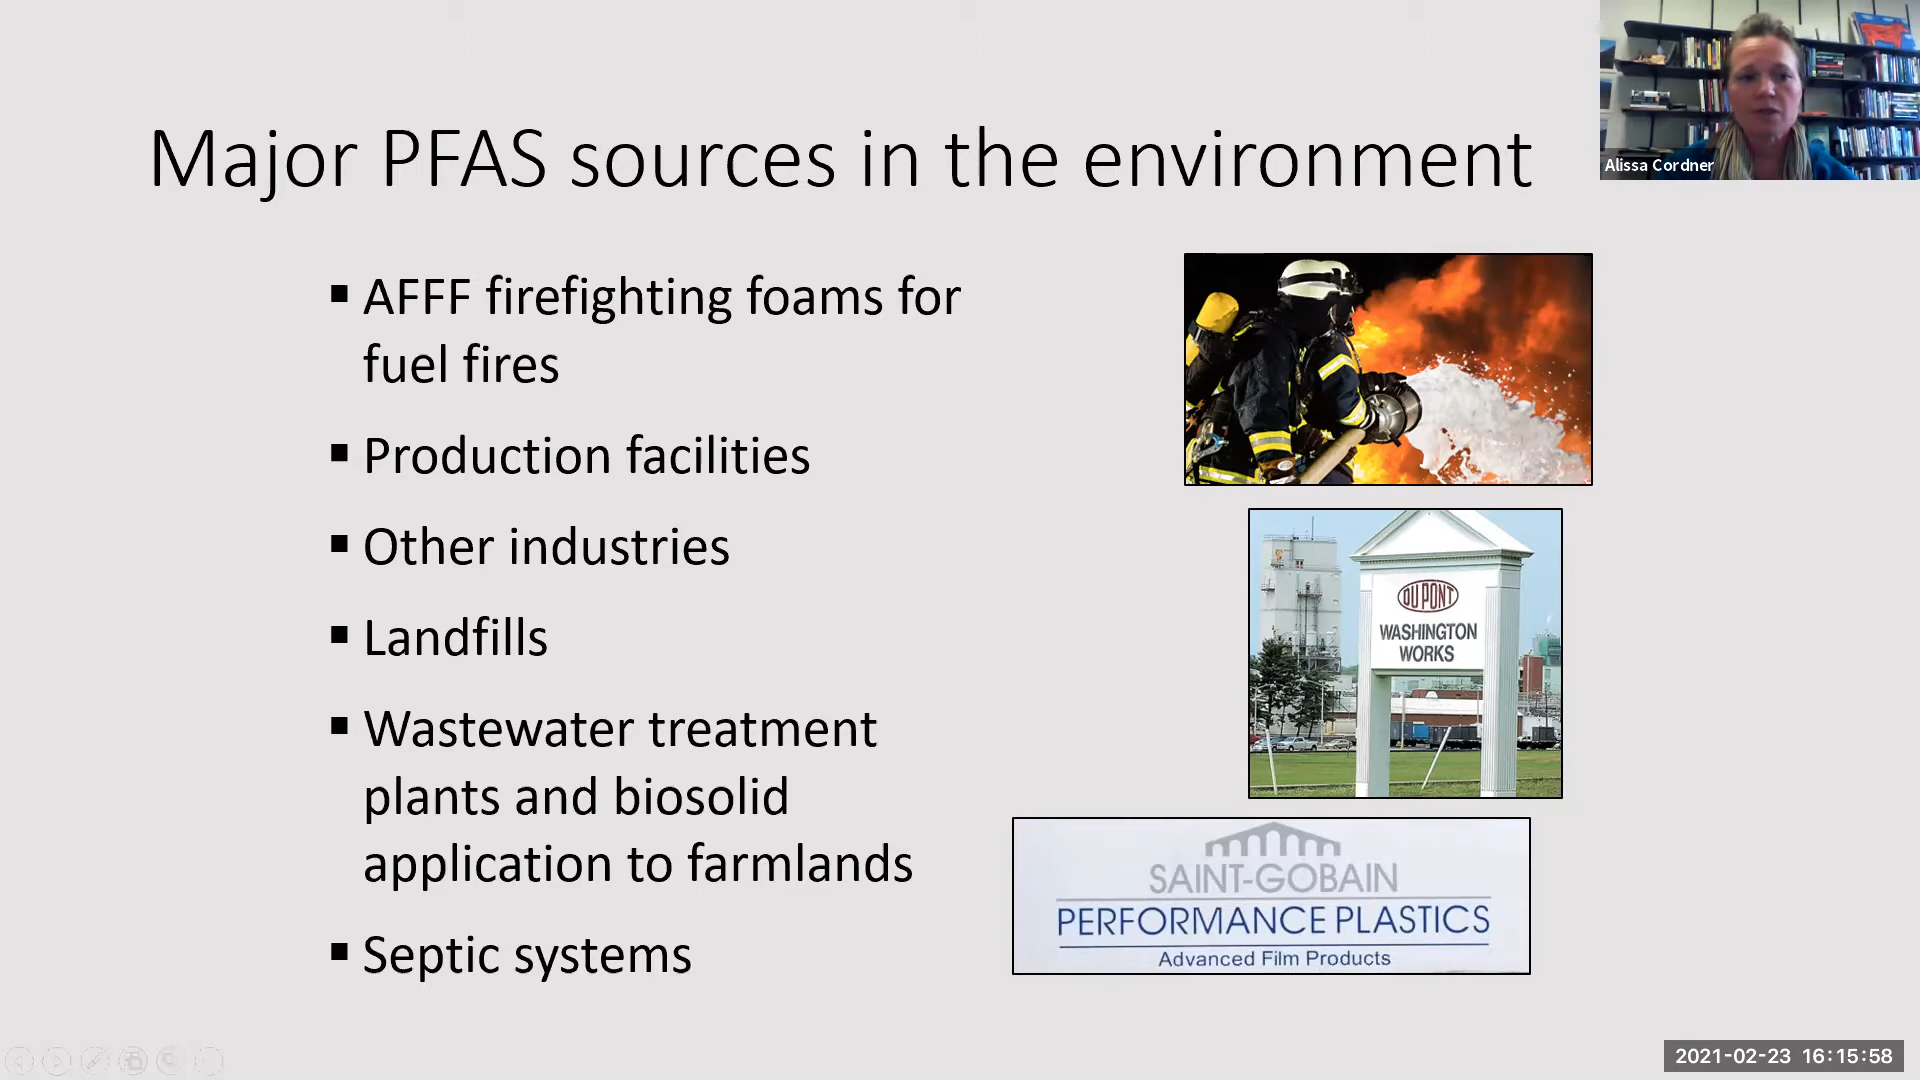 Major PFAS sources in the environment
Alissa Cordner
▪ AFFF firefighting foams for
fuel fires
▪ Production facilities
▪ Other industries
▪ Landfills
▪ Wastewater treatment
plants and biosolid
application to farmlands
▪ Septic systems
DU PONT
WASHINGTON
WORKS
SAINT-GOBAIN
PERFORMANCE PLASTICS
Advanced Film Products
2021-02-23 16:15:58